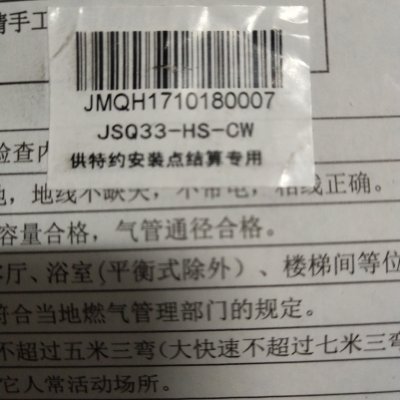 请手工
JMQH1710180007
JSQ33-HS-CW
供特约安装点结算专用
检查内
地，地线不缺失，不带电，相线正确。
容量合格，气管通径合格。
客厅、浴室(平衡式除外）、楼梯间等位
符合当地燃气管理部门的规定。
不超过五米三弯(大快速不超过七米三弯
它人常活动场所。